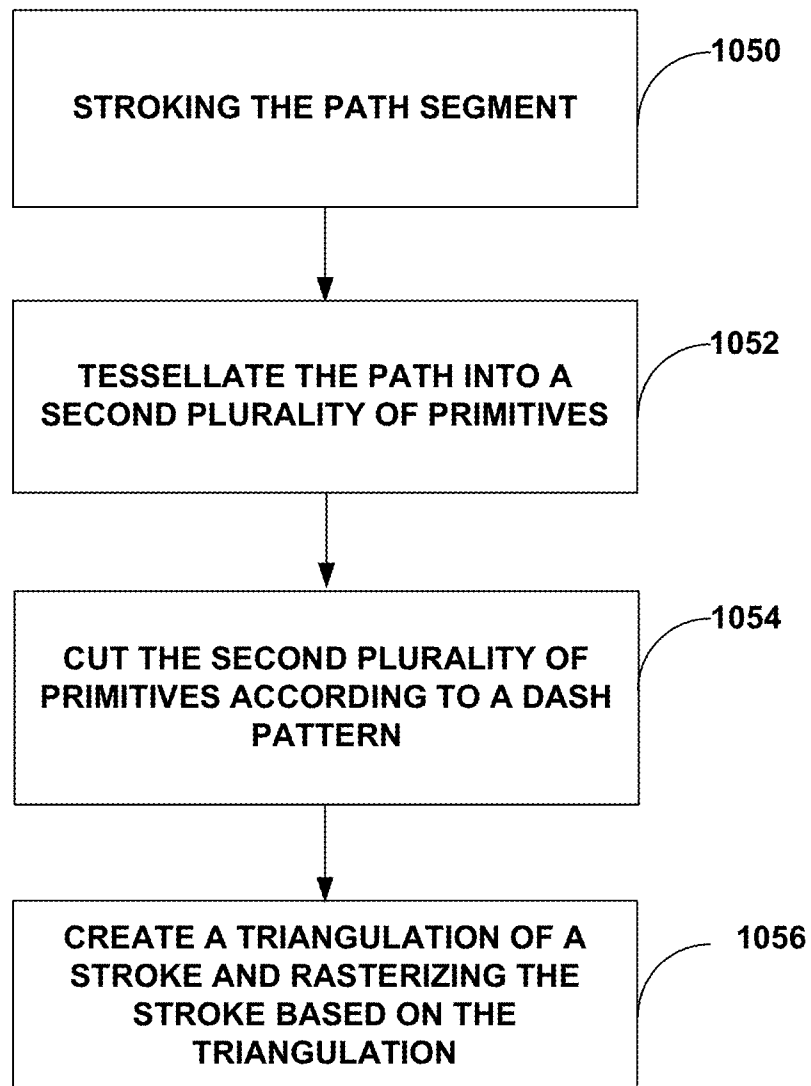 1050
STROKING THE PATH SEGMENT
1052
TESSELLATE THE PATH INTO A
SECOND PLURALITY OF PRIMITIVES
1054
CUT THE SECOND PLURALITY OF
PRIMITIVES ACCORDING TO A DASH
PATTERN
1056
CREATE A TRIANGULATION OF A
STROKE AND RASTERIZING THE
STROKE BASED ON THE
TRIANGULATION